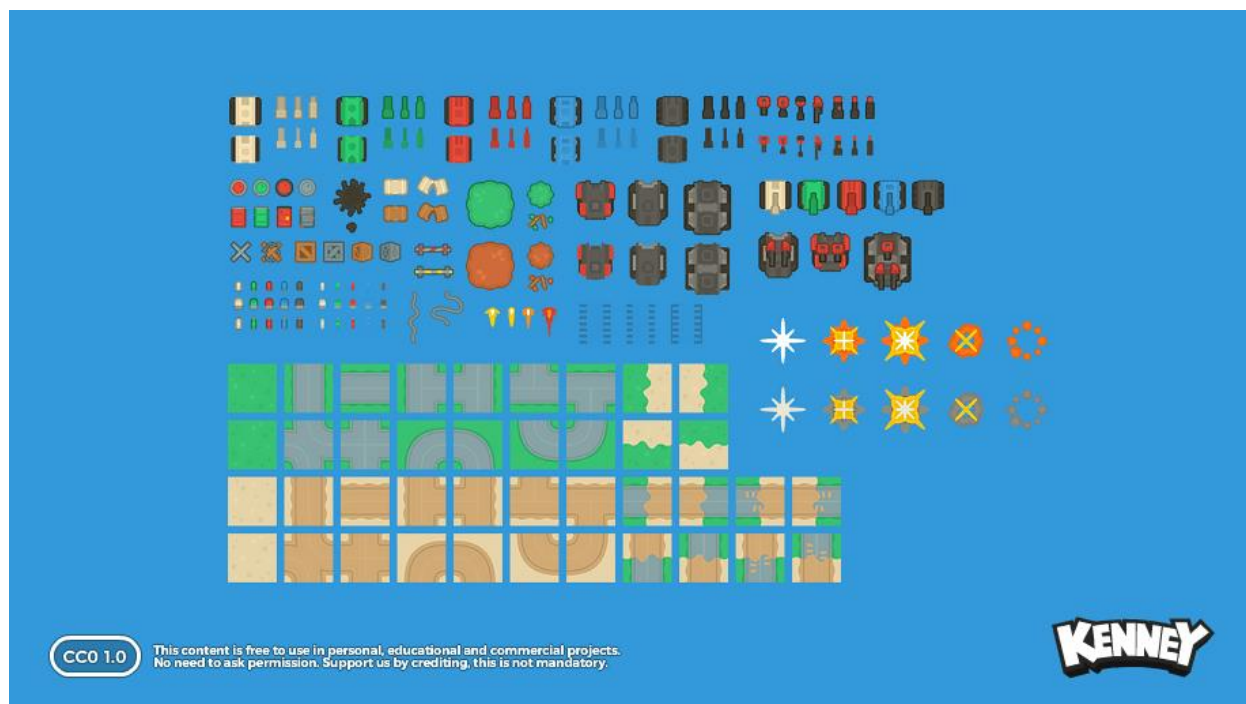 CC0 1.0
This content is free to use in personal, educational and commercial projects.
No need to ask permission. Support us by crediting, this is not mandatory.
KENNEY